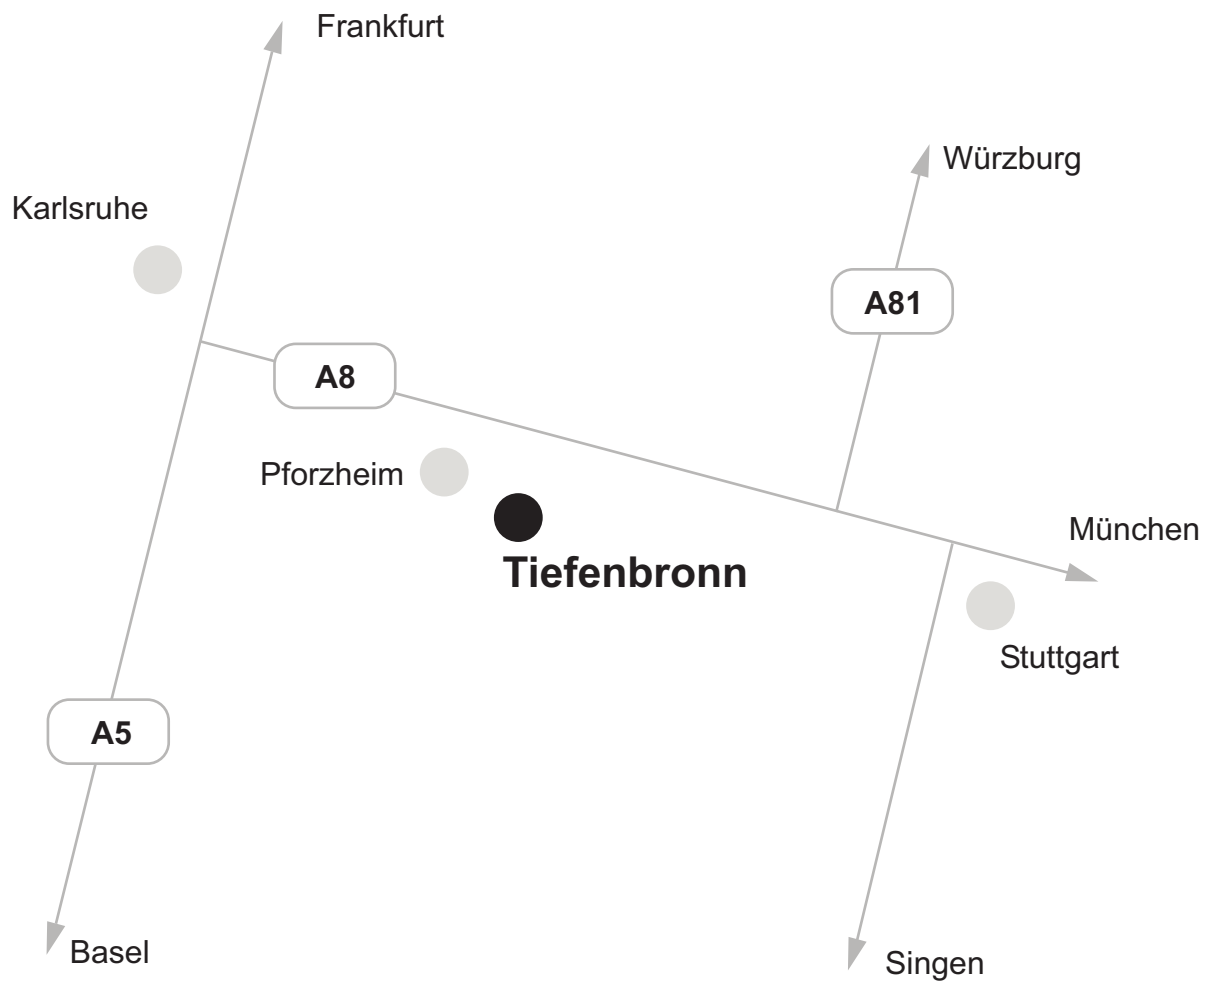 Frankfurt
Würzburg
Karlsruhe
A81
A8
Pforzheim
München
Tiefenbronn
Stuttgart
A5
Basel
Singen